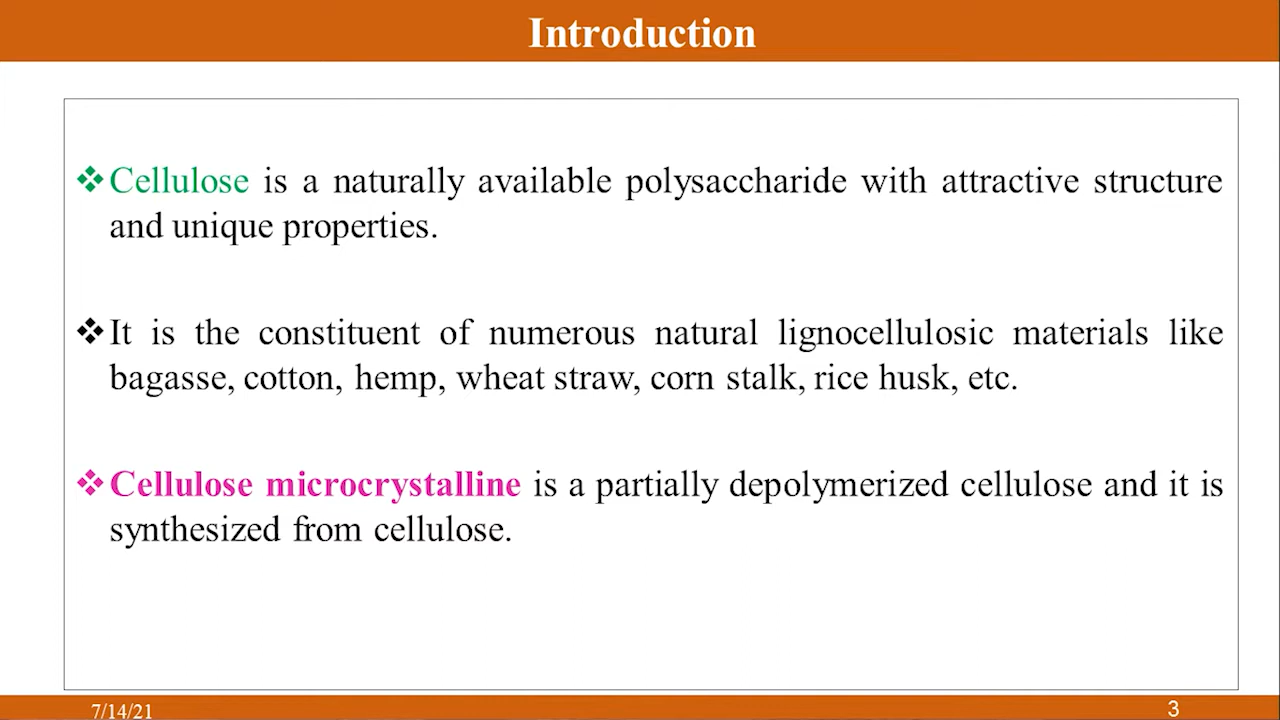 Introduction
❖Cellulose is a naturally available polysaccharide with attractive structure
and unique properties.
❖It is the constituent of numerous natural lignocellulosic materials like
bagasse, cotton, hemp, wheat straw, corn stalk, rice husk, etc.
❖Cellulose microcrystalline is a partially depolymerized cellulose and it is
synthesized from cellulose.
7/14/21
3